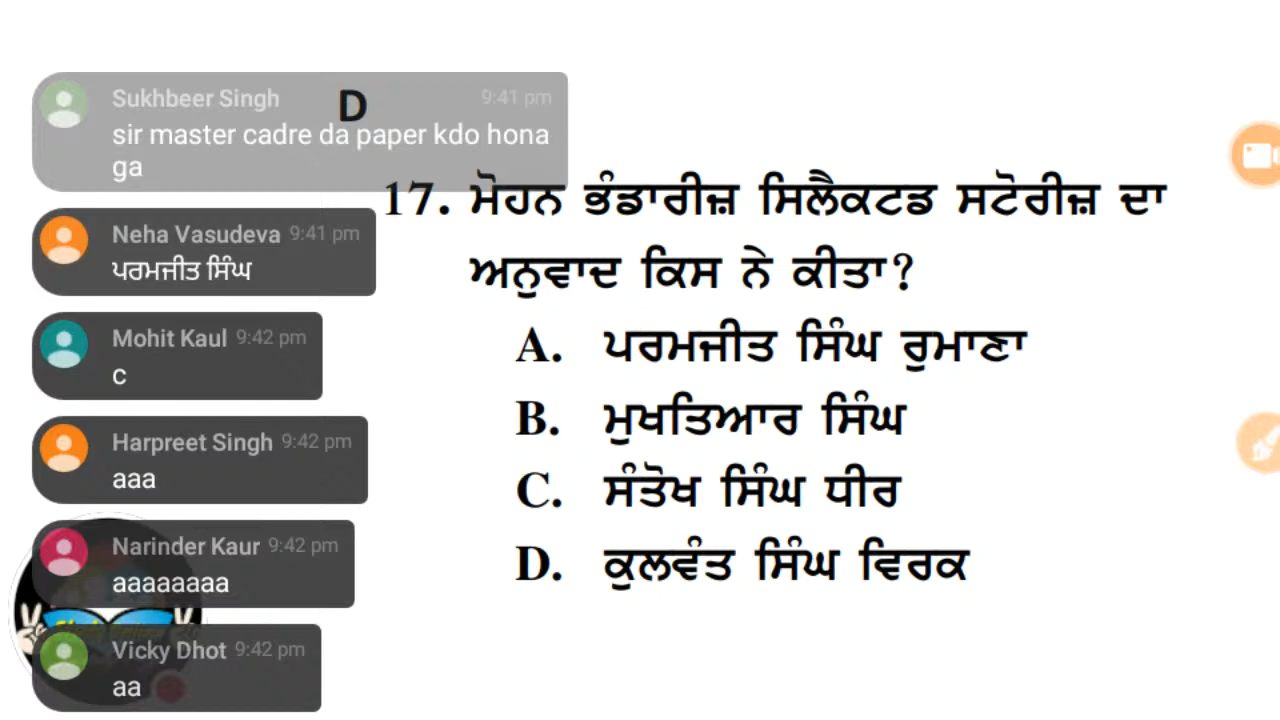 Sukhbeer Singh 9:41 pm
D
sir master cadre da paper kdo hona
ga
Neha Vasudeva 9:41 pm
ਪਰਮਜੀਤ ਸਿੰਘ
Mohit Kaul 9:42 pm
c
Harpreet Singh 9:42 pm
aaa
Narinder Kaur 9:42 pm
aaaaaaaa
Vicky Dhot 9:42 pm
aa
17. ਮੋਹਨ ਭੰਡਾਰੀਜ਼ ਸਿਲੈਕਟਡ ਸਟੋਰੀਜ਼ ਦਾ
ਅਨੁਵਾਦ ਕਿਸ ਨੇ ਕੀਤਾ?
A. ਪਰਮਜੀਤ ਸਿੰਘ ਰੁਮਾਣਾ
B. ਮੁਖਤਿਆਰ ਸਿੰਘ
C. ਸੰਤੋਖ ਸਿੰਘ ਧੀਰ
D. ਕੁਲਵੰਤ ਸਿੰਘ ਵਿਰਕ